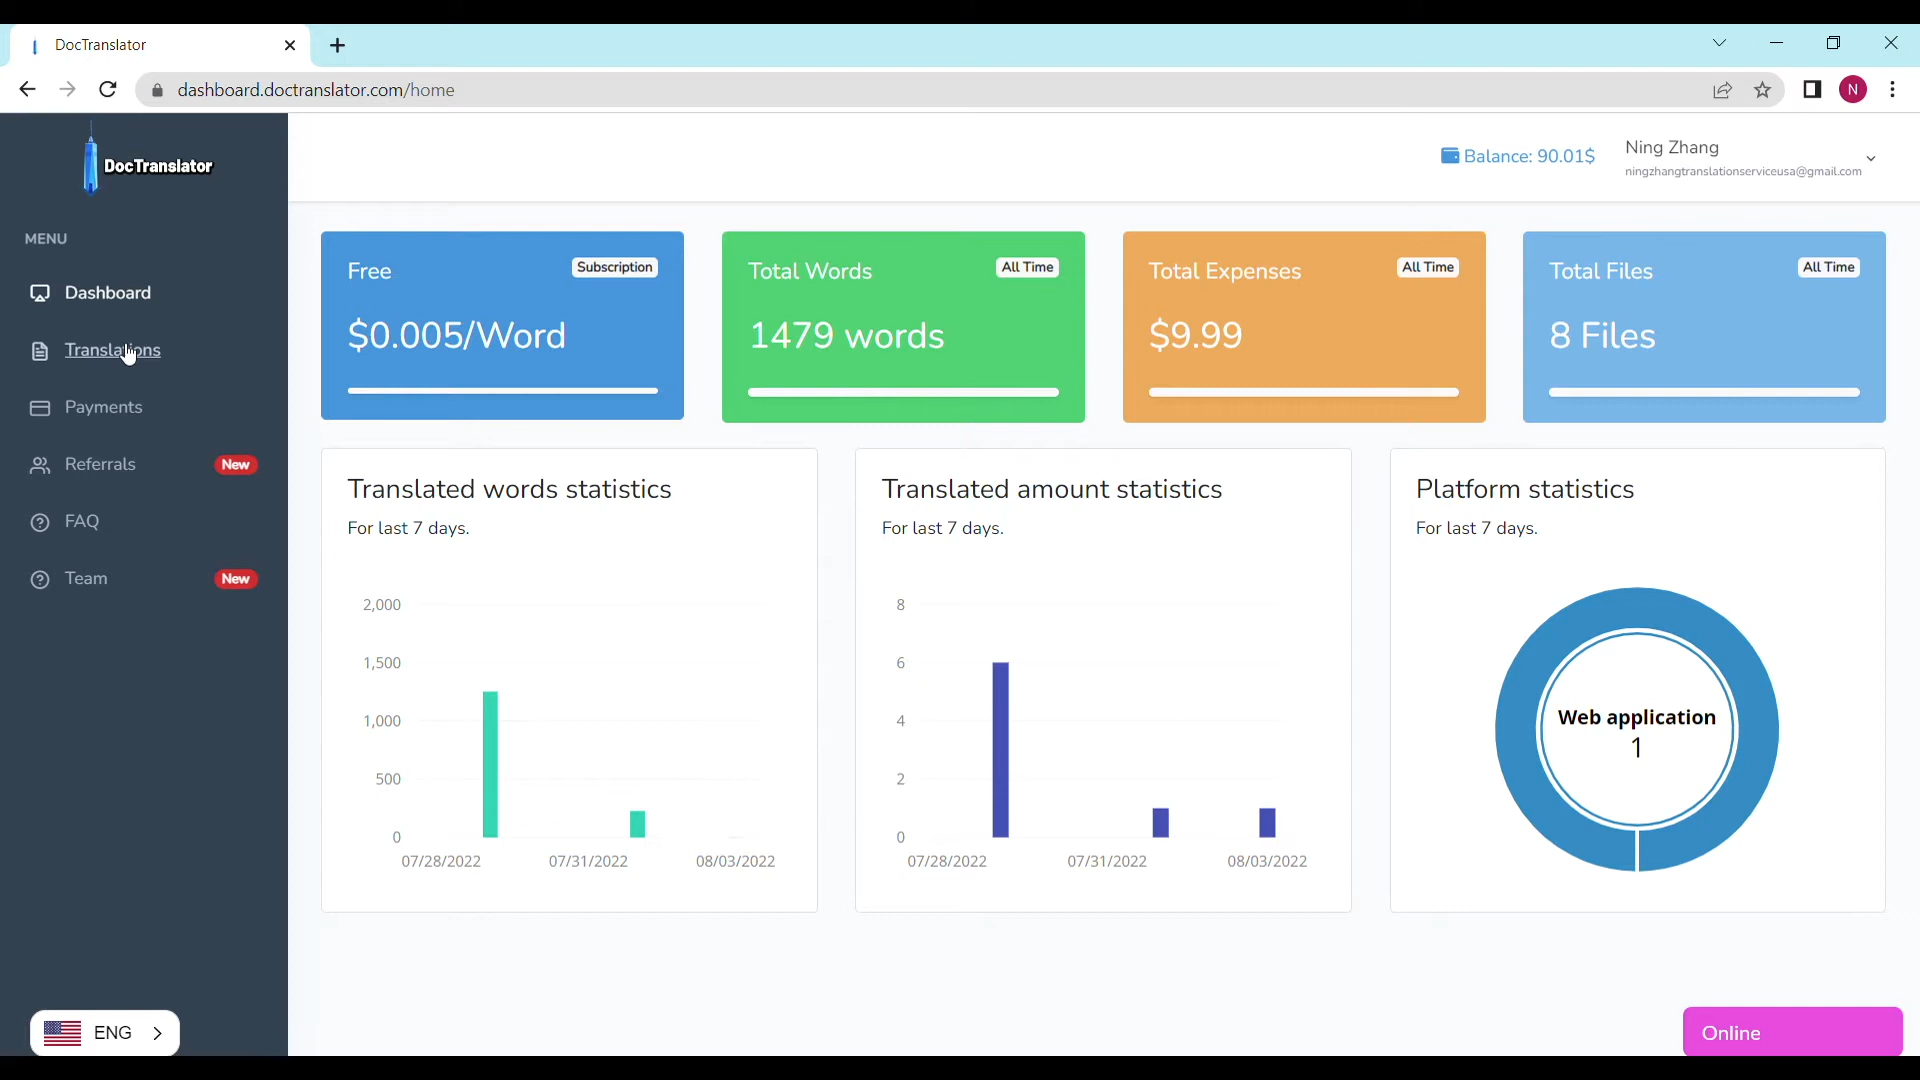 DocTranslator
dashboard.doctranslator.com/home
N
DocTranslator
Balance: 90.01$
Ning Zhang
ningzhangtranslationserviceusa@gmail.com
MENU
Dashboard
Translations
Payments
Referrals New
FAQ
Team New
ENG
Free Subscription
$0.005/Word
Total Words All Time
1479 words
Total Expenses All Time
$9.99
Total Files All Time
8 Files
Translated words statistics
For last 7 days.
2,000
1,500
1,000
500
0
07/28/2022 07/31/2022 08/03/2022
Translated amount statistics
For last 7 days.
8
6
4
2
0
07/28/2022 07/31/2022 08/03/2022
Platform statistics
For last 7 days.
Web application
1
Online